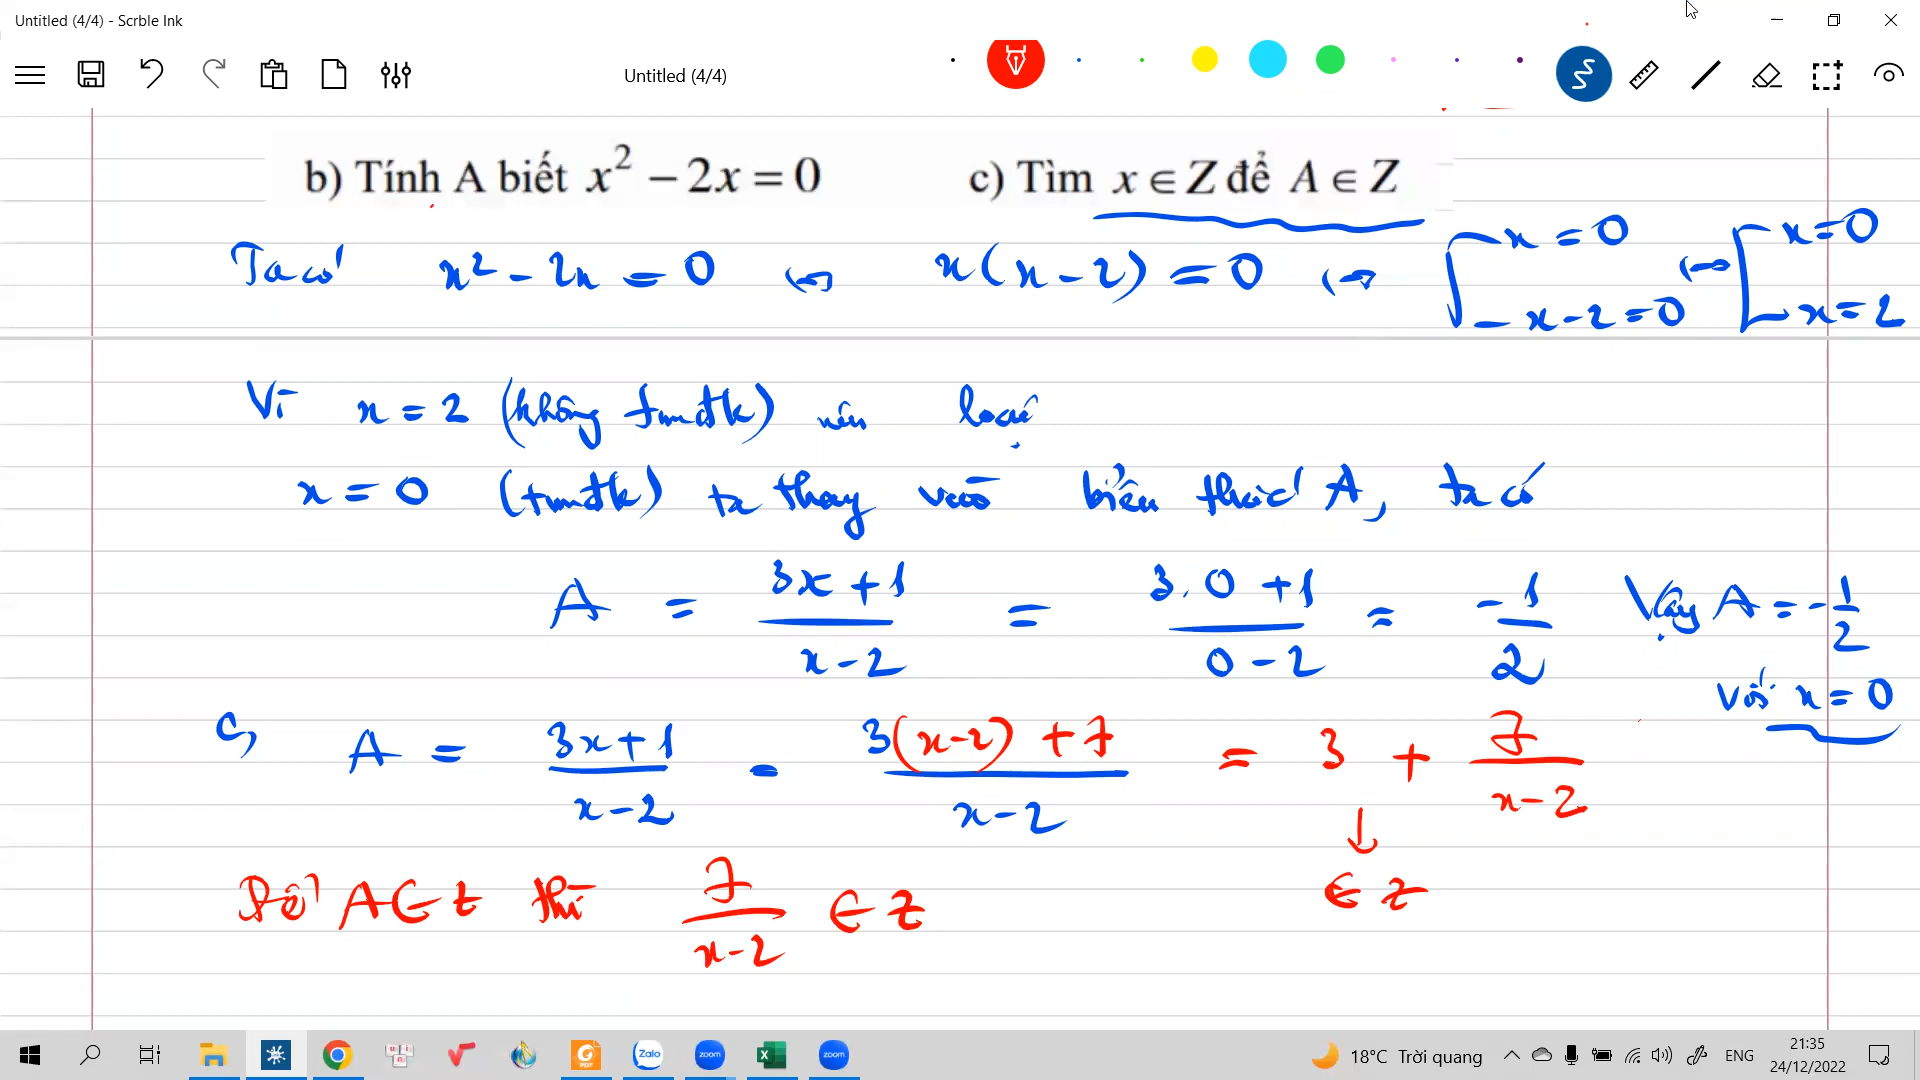 Untitled (4/4) - Scrble Ink
Untitled (4/4)
b) Tính A biết x² − 2x = 0 c) Tìm x ∈ Z để A ∈ Z
Ta có x² - 2x = 0 ↔ x(x-2) = 0 ↔ [x = 0 ; x-2=0 ↔ [x=0 ; x=2
Vì x = 2 (không tmđk) nên loại
x = 0 (tmđk) ta thay vào biểu thức A, ta có
A = (3x+1)/(x-2) = (3.0+1)/(0-2) = -1/2 Vậy A = -1/2
với x = 0
c, A = (3x+1)/(x-2) = (3(x-2)+7)/(x-2) = 3 + 7/(x-2)
↓
∈ Z
Để A ∈ Z thì 7/(x-2) ∈ Z
Zalo
zoom
zoom
18°C Trời quang
ENG
21:35
24/12/2022